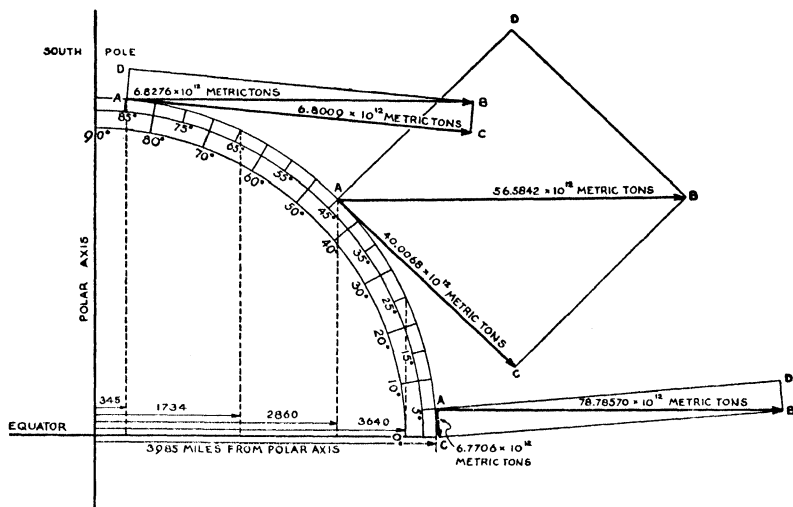 D
SOUTH POLE
A
6.8276 × 10¹² METRIC TONS
B
6.8009 × 10¹² METRIC TONS
C
90°
85°
80°
75°
70°
65°
60°
55°
50°
45°
40°
35°
30°
25°
20°
15°
10°
5°
0°
A
56.5842 × 10¹² METRIC TONS
B
40.0068 × 10¹² METRIC TONS
C
D
POLAR AXIS
345
1734
2860
3640
EQUATOR
3985 MILES FROM POLAR AXIS
A
D
78.78570 × 10¹² METRIC TONS
B
C
6.7706 × 10¹²
METRIC TONS